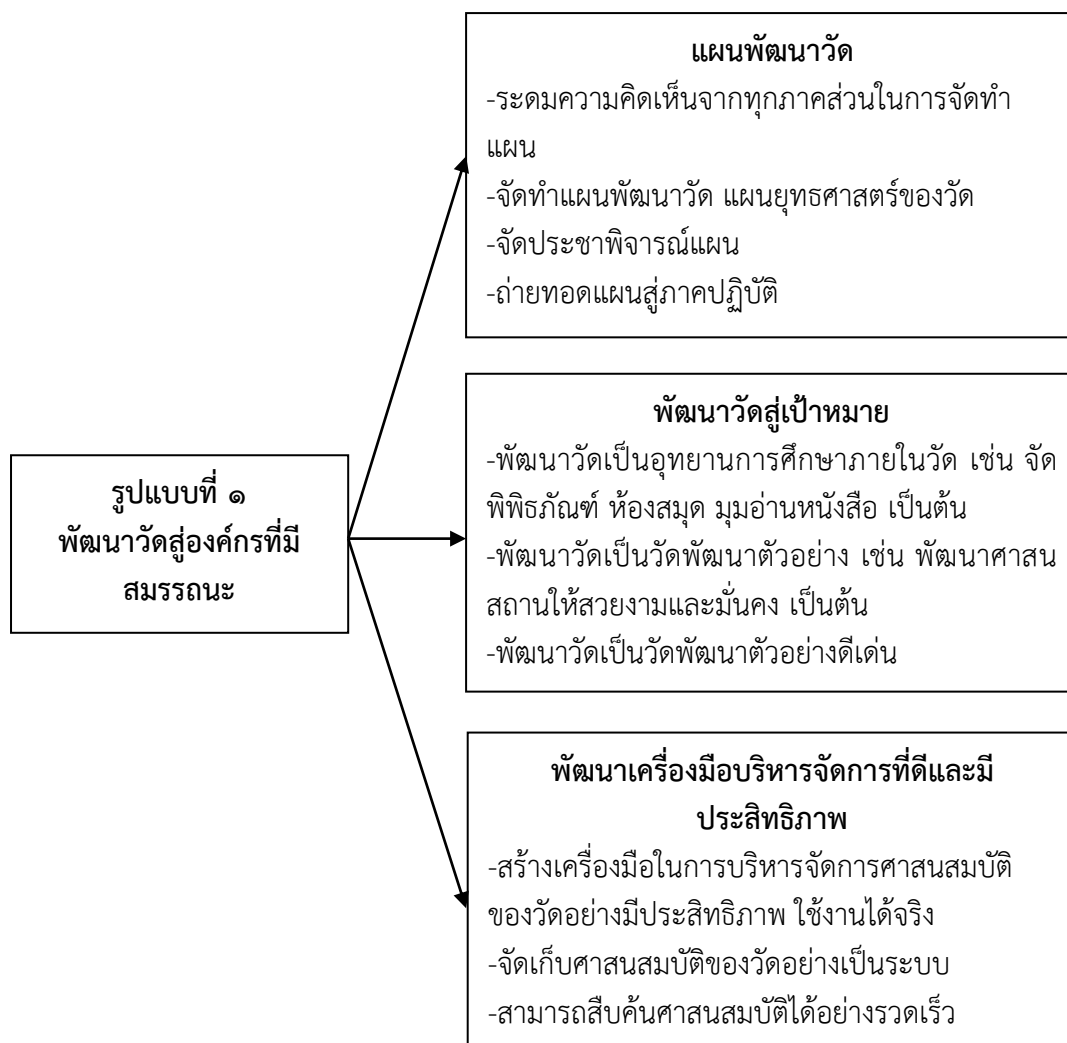 แผนพัฒนาวัด
-ระดมความคิดเห็นจากทุกภาคส่วนในการจัดทำ
แผน
-จัดทำแผนพัฒนาวัด แผนยุทธศาสตร์ของวัด
-จัดประชาพิจารณ์แผน
-ถ่ายทอดแผนสู่ภาคปฏิบัติ
รูปแบบที่ ๑
พัฒนาวัดสู่องค์กรที่มี
สมรรถนะ
พัฒนาวัดสู่เป้าหมาย
-พัฒนาวัดเป็นอุทยานการศึกษาภายในวัด เช่น จัด
พิพิธภัณฑ์ ห้องสมุด มุมอ่านหนังสือ เป็นต้น
-พัฒนาวัดเป็นวัดพัฒนาตัวอย่าง เช่น พัฒนาศาสน
สถานให้สวยงามและมั่นคง เป็นต้น
-พัฒนาวัดเป็นวัดพัฒนาตัวอย่างดีเด่น
พัฒนาเครื่องมือบริหารจัดการที่ดีและมี
ประสิทธิภาพ
-สร้างเครื่องมือในการบริหารจัดการศาสนสมบัติ
ของวัดอย่างมีประสิทธิภาพ ใช้งานได้จริง
-จัดเก็บศาสนสมบัติของวัดอย่างเป็นระบบ
-สามารถสืบค้นศาสนสมบัติได้อย่างรวดเร็ว